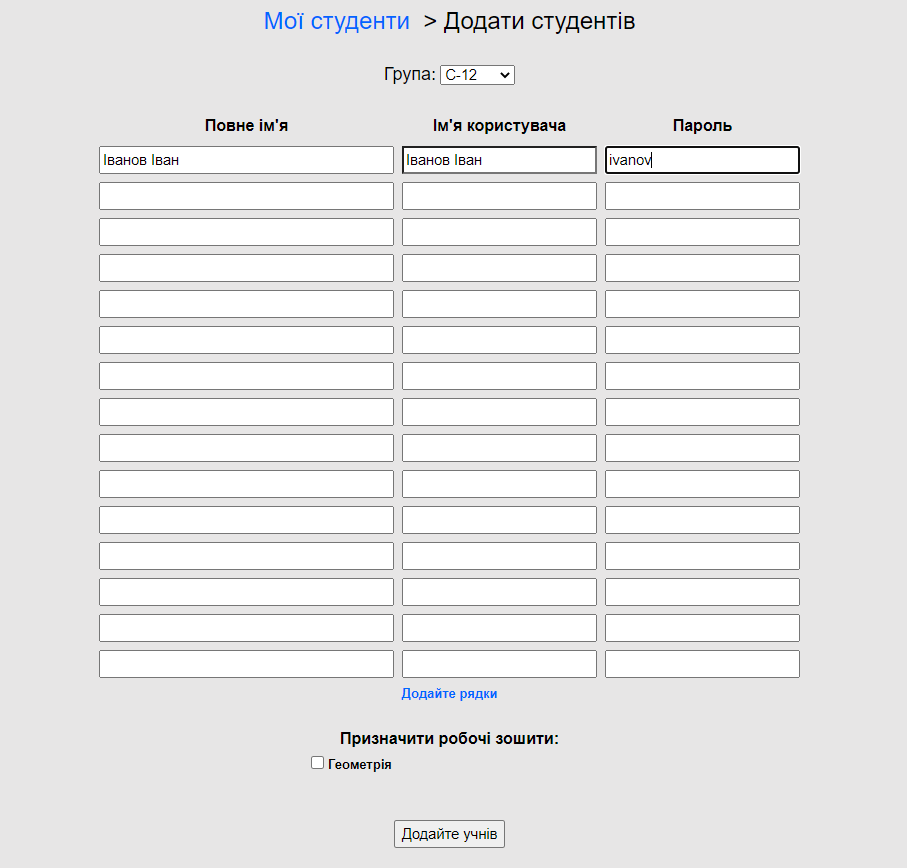 Мої студенти > Додати студентів
Група: С-12
Повне ім'я Ім'я користувача Пароль
Іванов Іван Іванов Іван ivanov
Додайте рядки
Призначити робочі зошити:
Геометрія
Додайте учнів